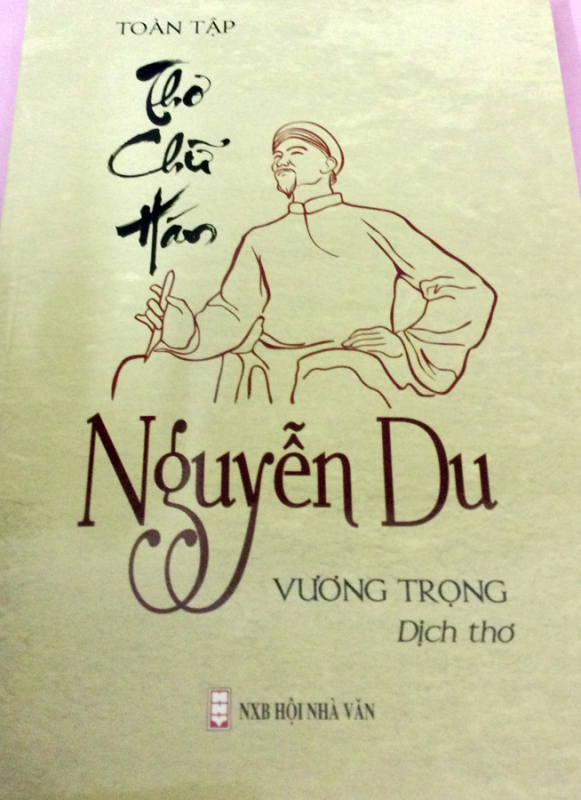 TOÀN TẬP
Thơ
Chữ
Hán
Nguyễn Du
VƯƠNG TRỌNG
Dịch thơ
NXB HỘI NHÀ VĂN